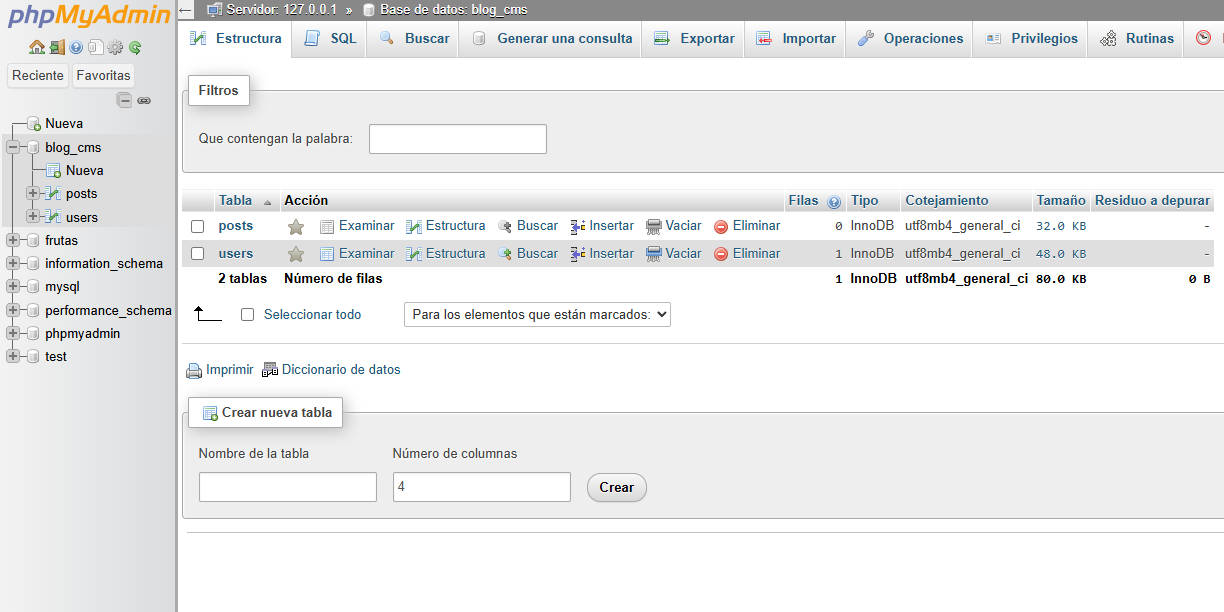 phpMyAdmin
Reciente Favoritas
Nueva
blog_cms
Nueva
posts
users
frutas
information_schema
mysql
performance_schema
phpmyadmin
test
Servidor: 127.0.0.1 » Base de datos: blog_cms
Estructura SQL Buscar Generar una consulta Exportar Importar Operaciones Privilegios Rutinas
Filtros
Que contengan la palabra:
Tabla Acción Filas Tipo Cotejamiento Tamaño Residuo a depurar
posts Examinar Estructura Buscar Insertar Vaciar Eliminar 0 InnoDB utf8mb4_general_ci 32.0 KB -
users Examinar Estructura Buscar Insertar Vaciar Eliminar 1 InnoDB utf8mb4_general_ci 48.0 KB -
2 tablas Número de filas 1 InnoDB utf8mb4_general_ci 80.0 KB 0 B
Seleccionar todo Para los elementos que están marcados:
Imprimir Diccionario de datos
Crear nueva tabla
Nombre de la tabla Número de columnas
4 Crear